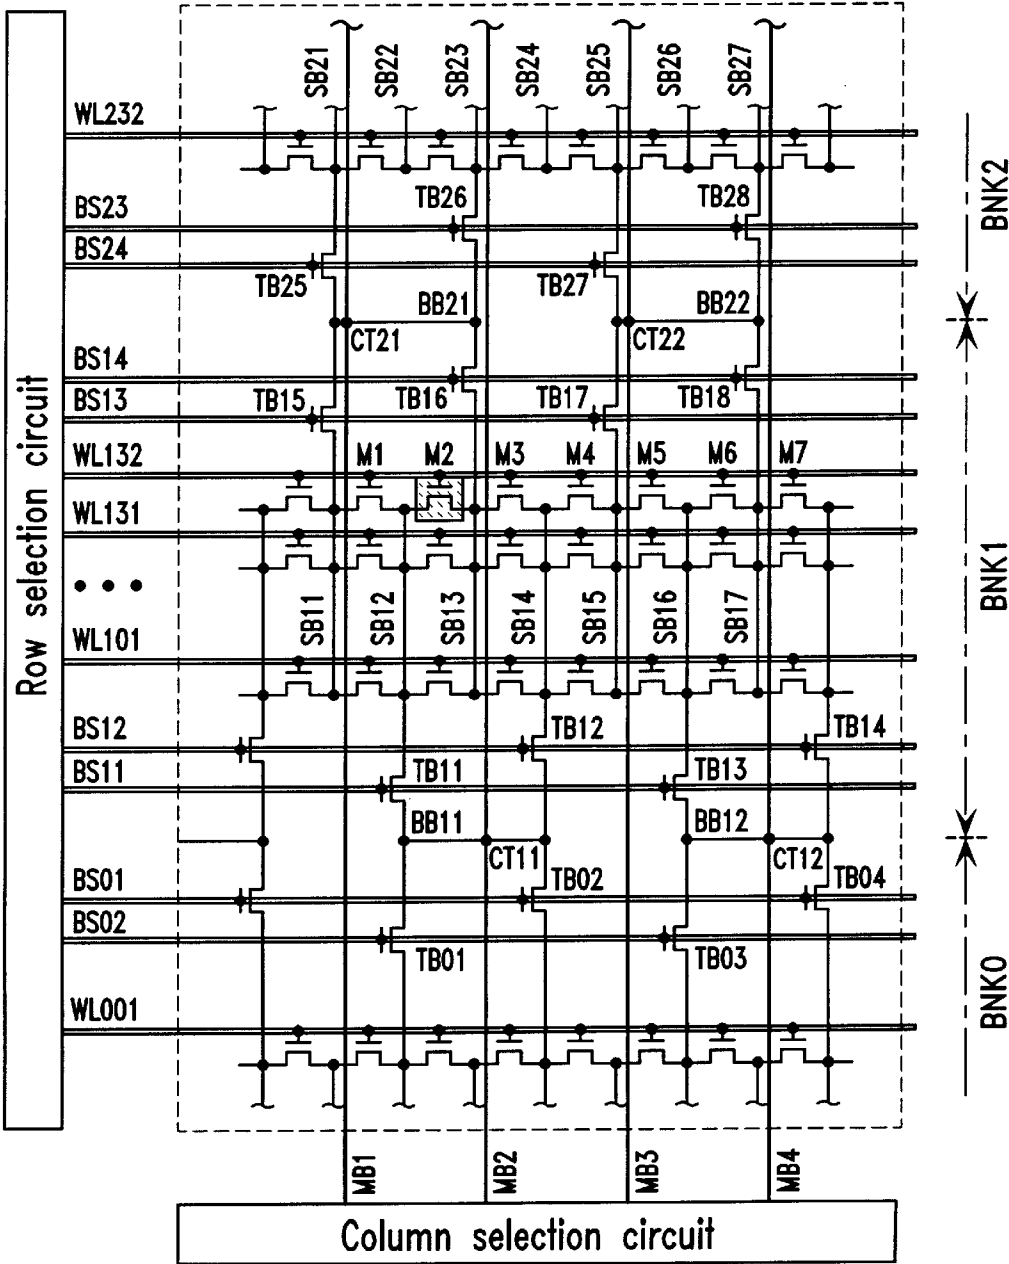 SB21 SB22 SB23 SB24 SB25 SB26 SB27
WL232
BNK2
TB26 TB28
BS23
BS24
TB25 TB27
BB21 BB22
CT21 CT22
BS14
TB16 TB18
BS13 TB15 TB17
Row selection circuit
WL132 M1 M2 M3 M4 M5 M6 M7
WL131
• • •
BNK1
SB11 SB12 SB13 SB14 SB15 SB16 SB17
WL101
BS12 TB12 TB14
BS11 TB11 TB13
BB11 BB12
CT11 CT12
BS01 TB02 TB04
BS02
TB01 TB03
BNK0
WL001
MB1 MB2 MB3 MB4
Column selection circuit